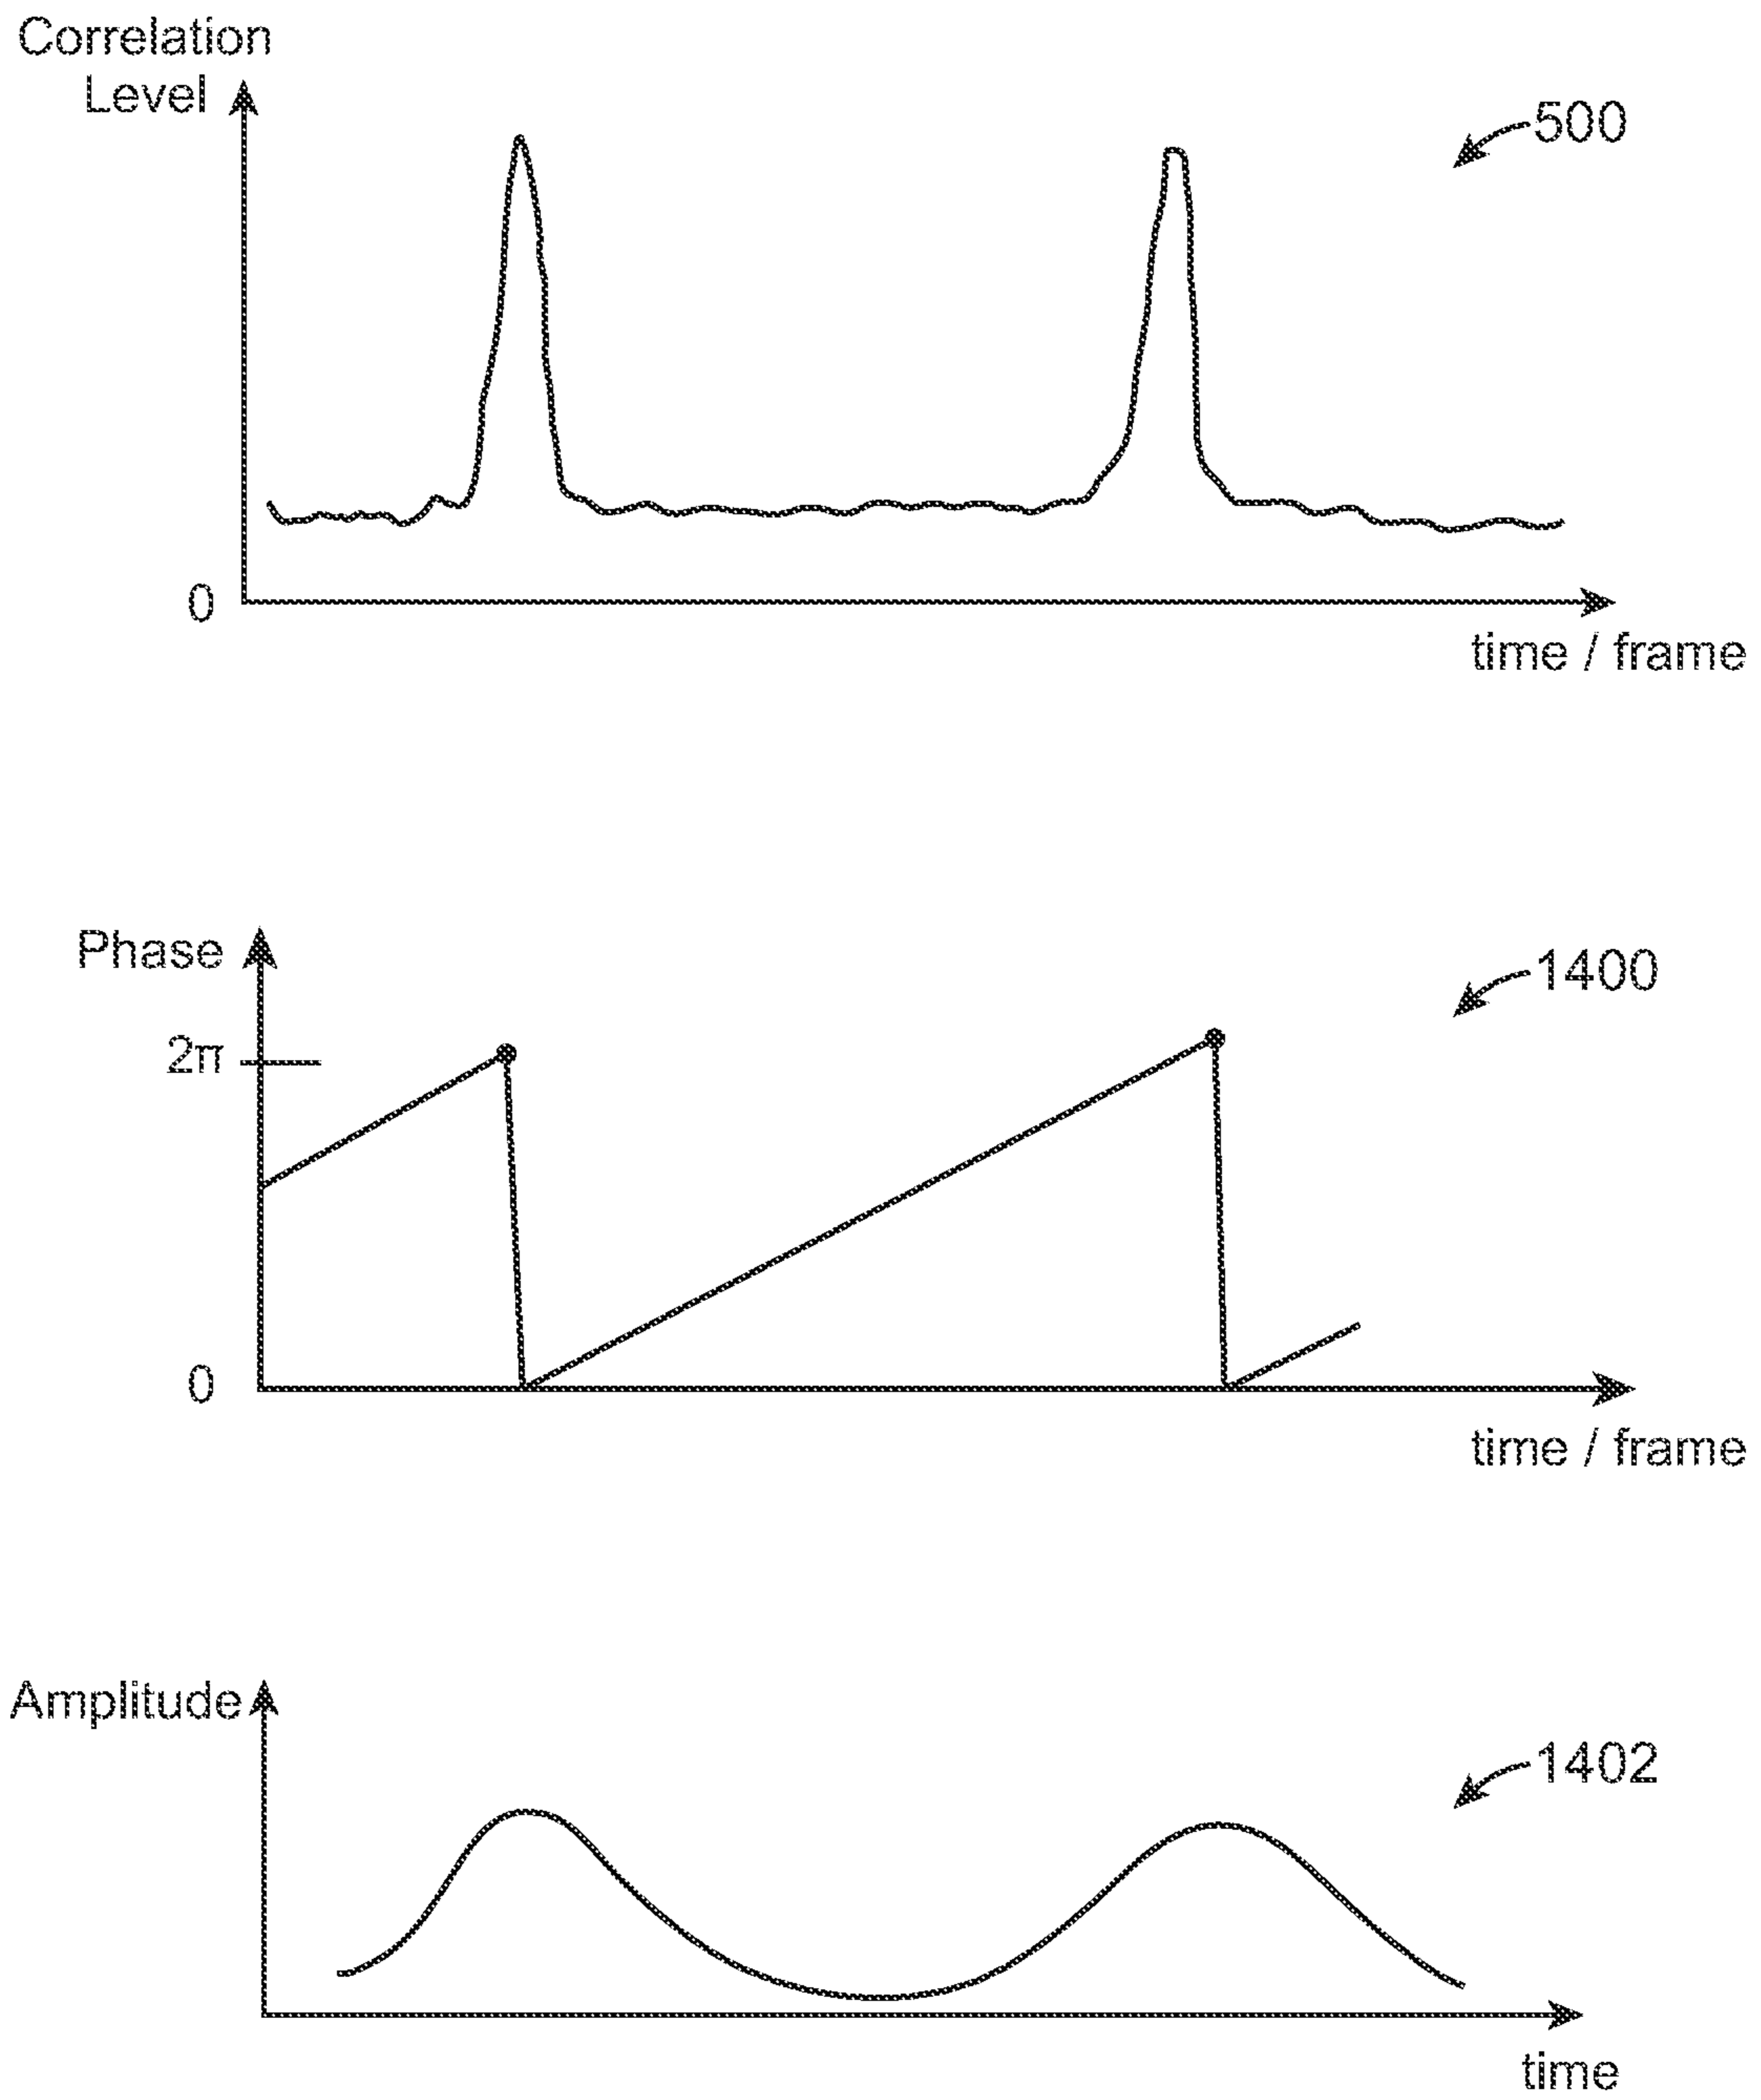 Correlation
Level
500
0
time / frame
Phase
1400
2π
0
time / frame
Amplitude
1402
time